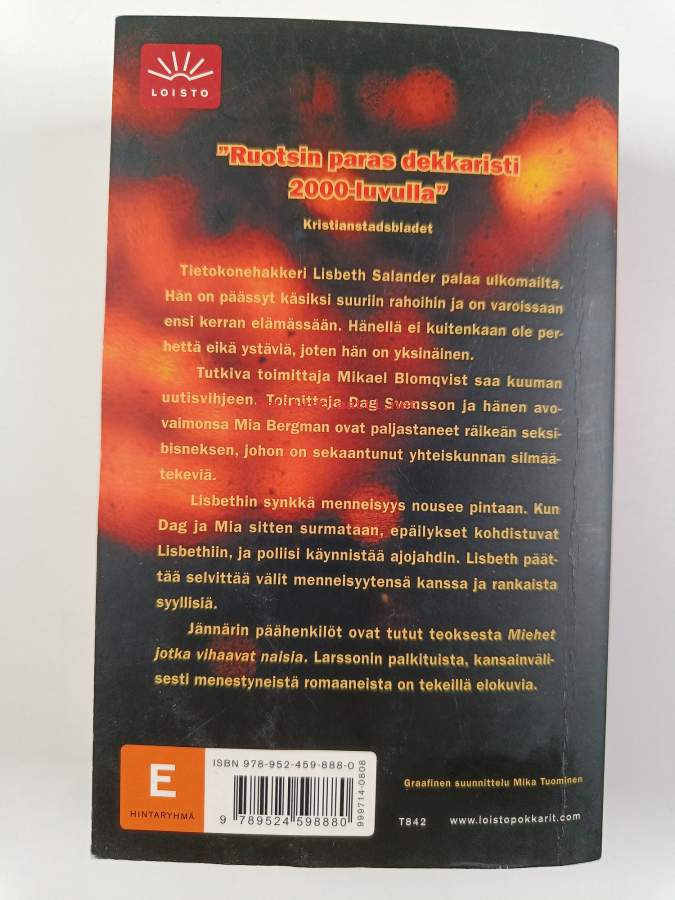 LOISTO
"Ruotsin paras dekkaristi
2000-luvulla"
Kristianstadsbladet
Tietokonehakkeri Lisbeth Salander palaa ulkomailta.
Hän on päässyt käsiksi suuriin rahoihin ja on varoissaan
ensi kerran elämässään. Hänellä ei kuitenkaan ole per-
hettä eikä ystäviä, joten hän on yksinäinen.
Tutkiva toimittaja Mikael Blomqvist saa kuuman
uutisvihjeen. Toimittaja Dag Svensson ja hänen avo-
vaimonsa Mia Bergman ovat paljastaneet räikeän seksi-
bisneksen, johon on sekaantunut yhteiskunnan silmää-
tekeviä.
Lisbethin synkkä menneisyys nousee pintaan. Kun
Dag ja Mia sitten surmataan, epäilykset kohdistuvat
Lisbethiin, ja poliisi käynnistää ajojahdin. Lisbeth päät-
tää selvittää välit menneisyytensä kanssa ja rankaista
syyllisiä.
Jännärin päähenkilöt ovat tutut teoksesta Miehet
jotka vihaavat naisia. Larssonin palkituista, kansainväli-
sesti menestyneistä romaaneista on tekeillä elokuvia.
E
HINTARYHMÄ
ISBN 978-952-459-888-0
9 789524 598880
999714-0808
Graafinen suunnittelu Mika Tuominen
T842 www.loistopokkarit.com